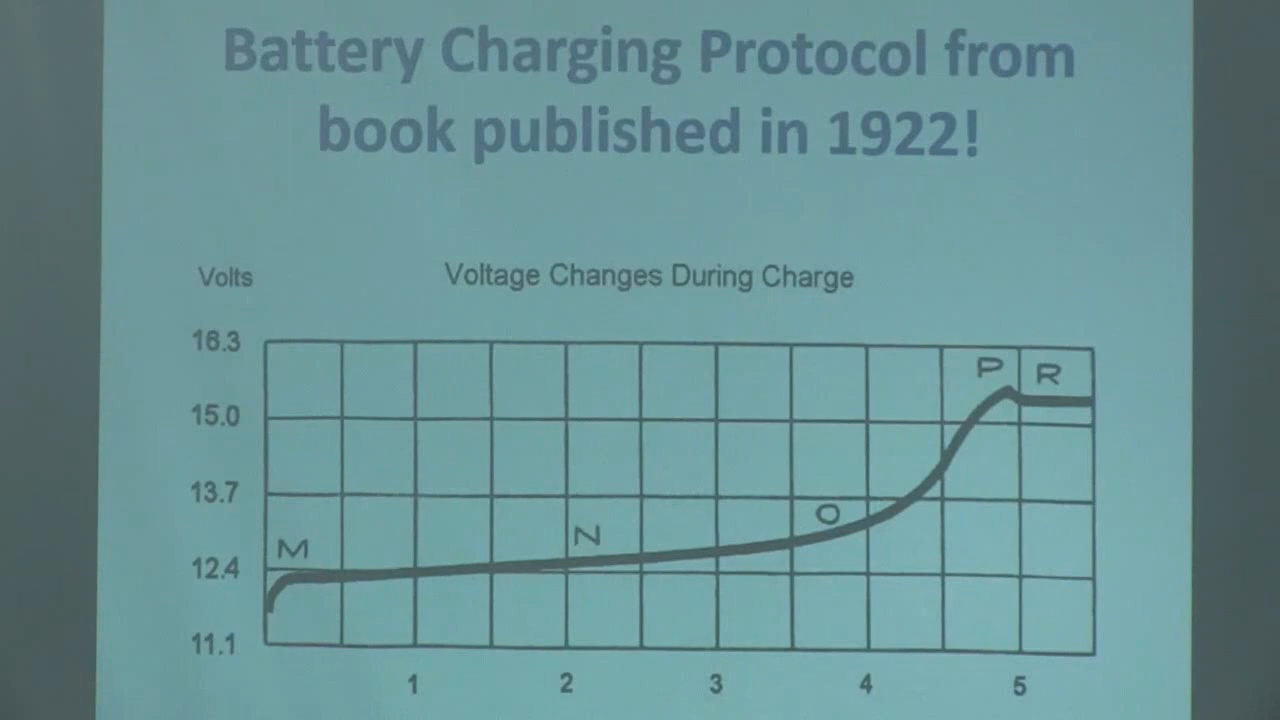 Battery Charging Protocol from
book published in 1922!
Volts
Voltage Changes During Charge
16.3
15.0
13.7
12.4
11.1
M
N
O
P
R
1 2 3 4 5